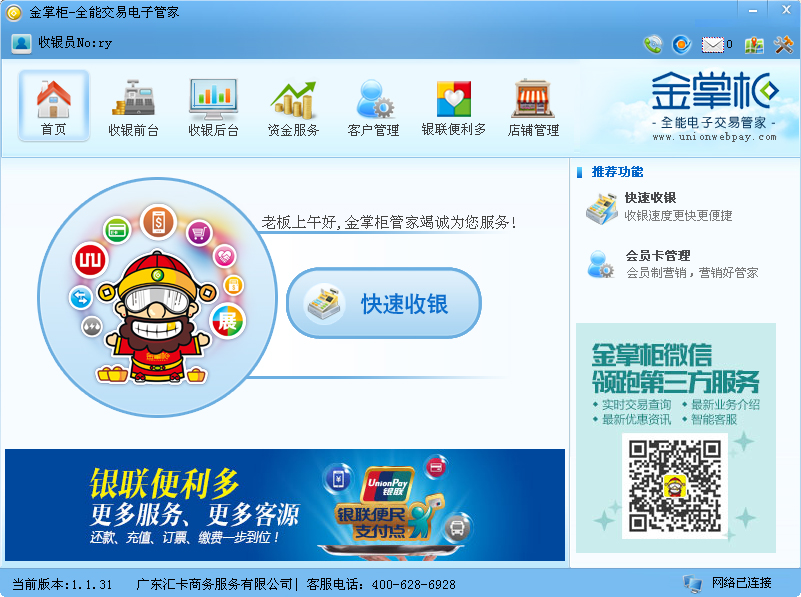 金掌柜-全能交易电子管家
收银员No:ry
0
首页
收银前台
收银后台
资金服务
客户管理
银联便利多
店铺管理
金掌柜
- 全能电子交易管家 -
www.unionwebpay.com
老板上午好,金掌柜管家竭诚为您服务!
展
快速收银
推荐功能
快速收银
收银速度更快更便捷
会员卡管理
会员制营销，营销好管家
金掌柜微信
领跑第三方服务
◆ 实时交易查询 ◆ 最新业务介绍
◆ 最新优惠资讯 ◆ 智能客服
银联便利多
更多服务、更多客源
还款、充值、订票、缴费一步到位！
UnionPay
银联
银联便民
支付点
当前版本:1.1.31 广东汇卡商务服务有限公司| 客服电话: 400-628-6928
网络已连接